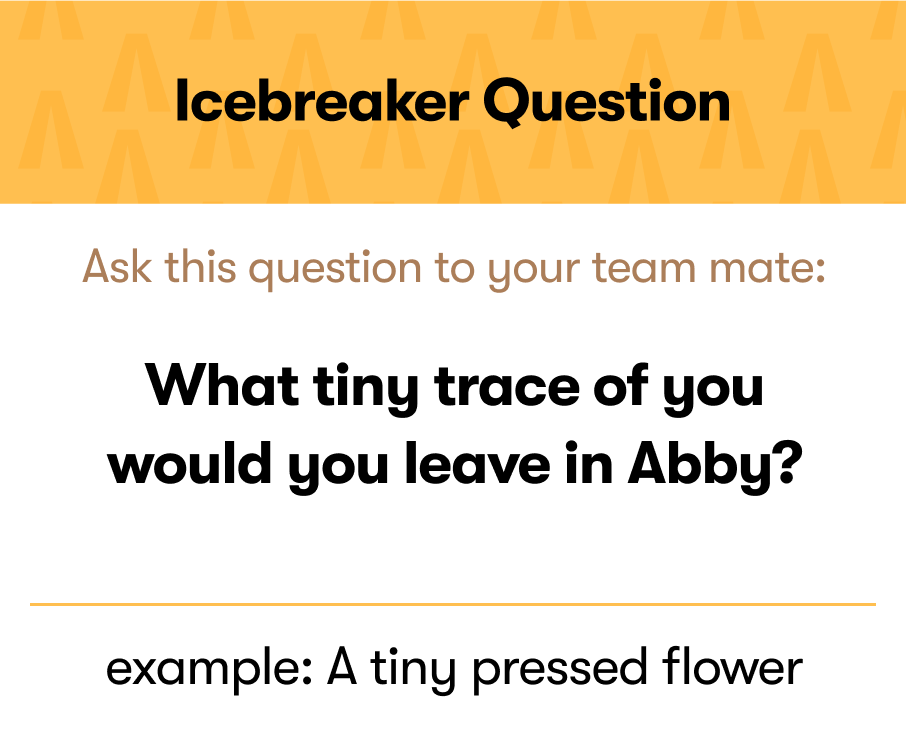 Icebreaker Question
Ask this question to your team mate:
What tiny trace of you
would you leave in Abby?
example: A tiny pressed flower